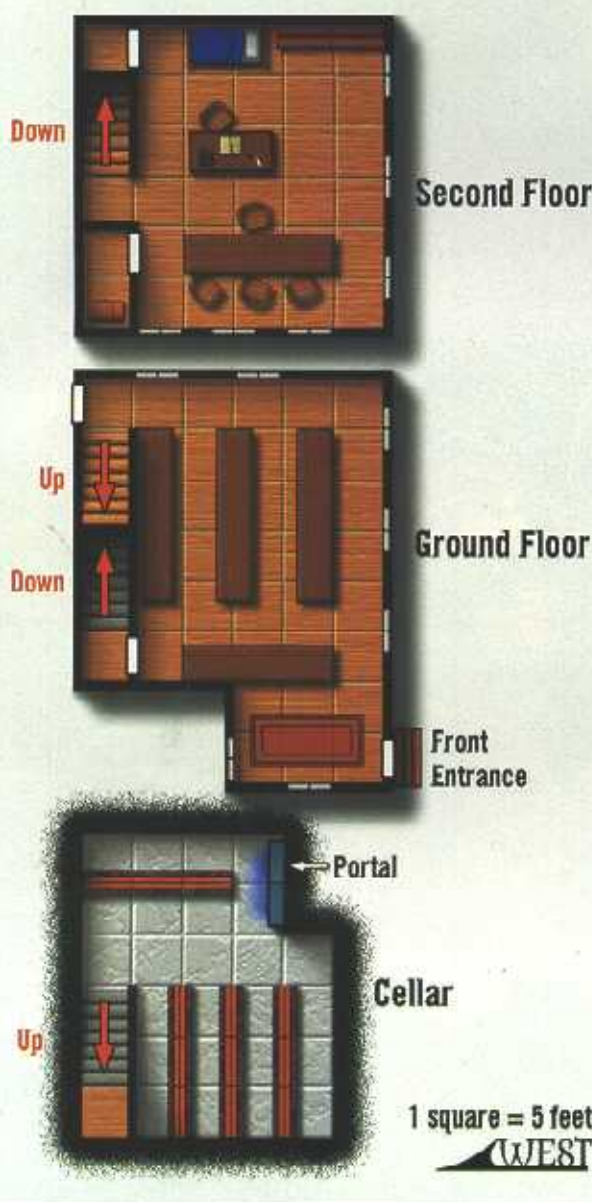 Down
Second Floor
Up
Ground Floor
Down
Front
Entrance
Portal
Cellar
Up
1 square = 5 feet
WEST